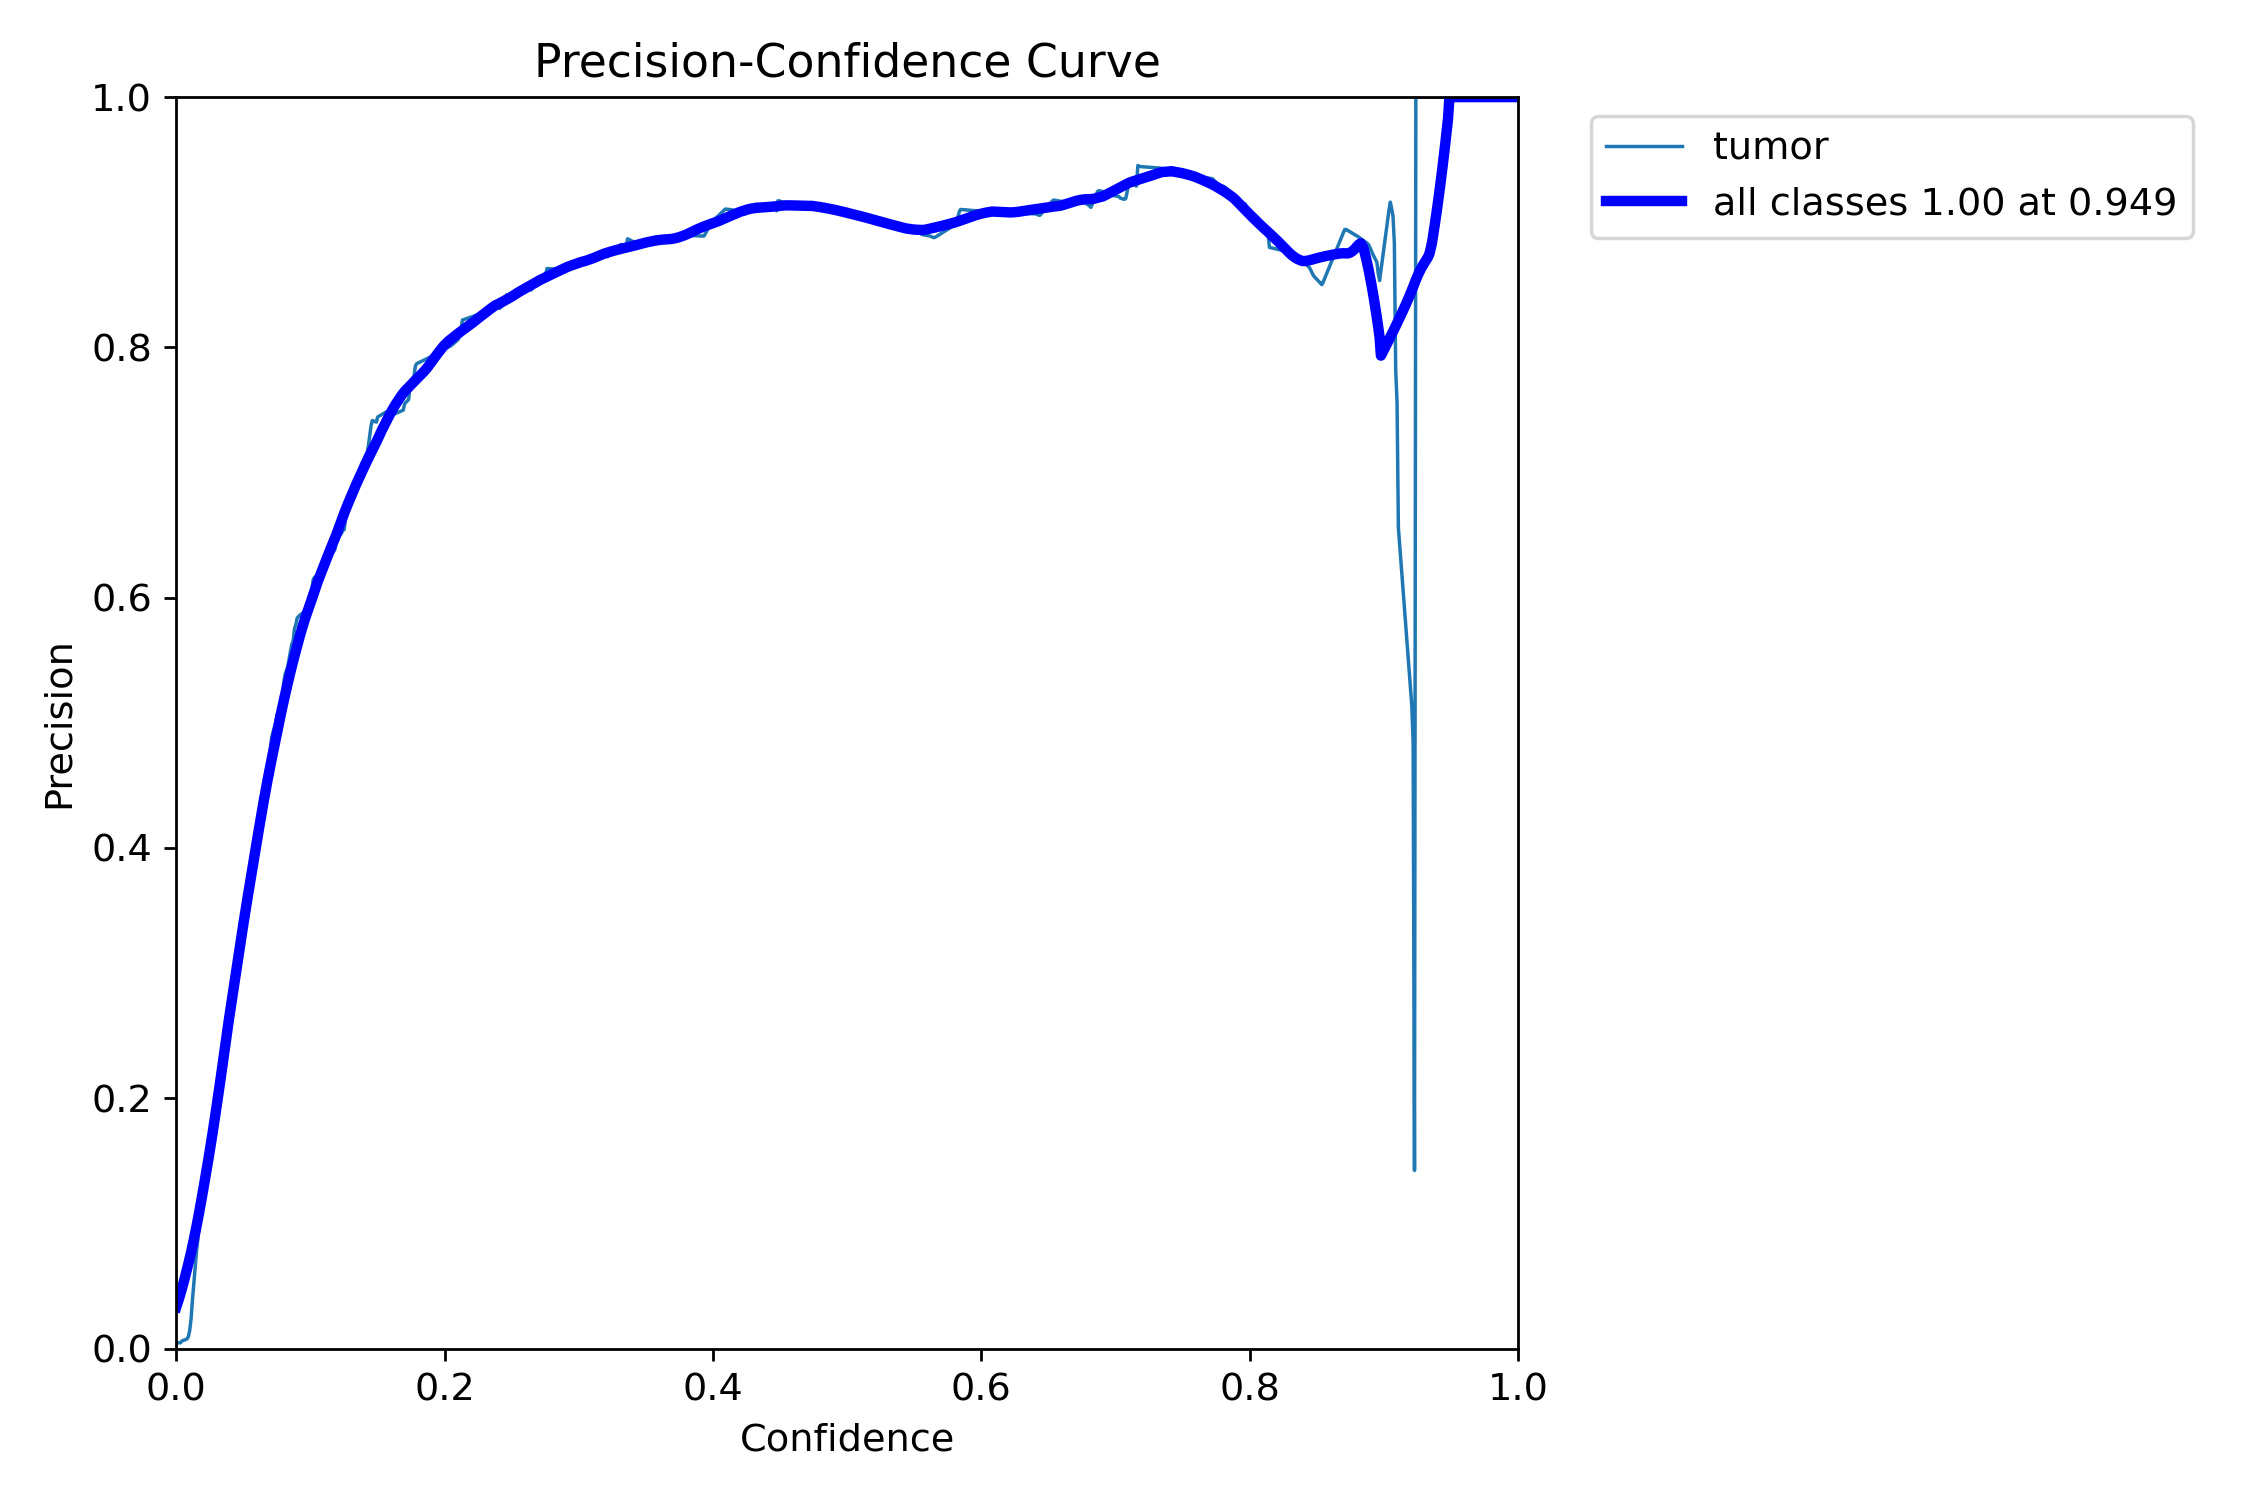 Precision-Confidence Curve
tumor
all classes 1.00 at 0.949
1.0
0.8
0.6
0.4
0.2
0.0
Precision
0.0 0.2 0.4 0.6 0.8 1.0
Confidence